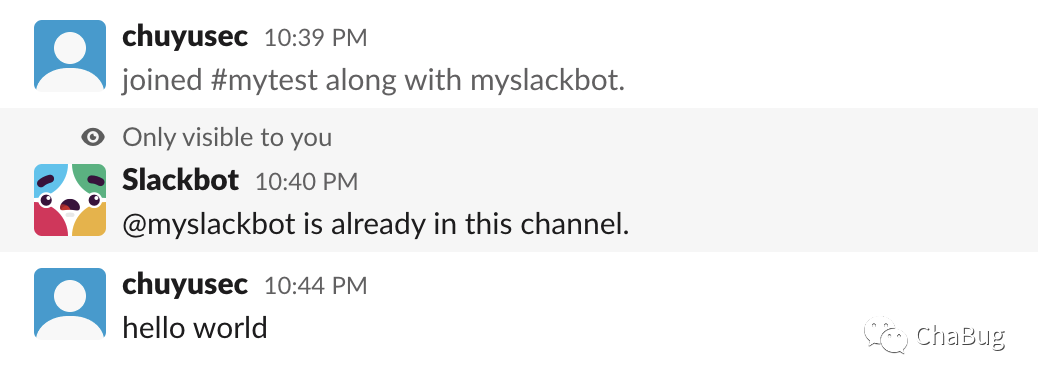 chuyusec 10:39 PM
joined #mytest along with myslackbot.
Only visible to you
Slackbot 10:40 PM
@myslackbot is already in this channel.
chuyusec 10:44 PM
hello world
ChaBug